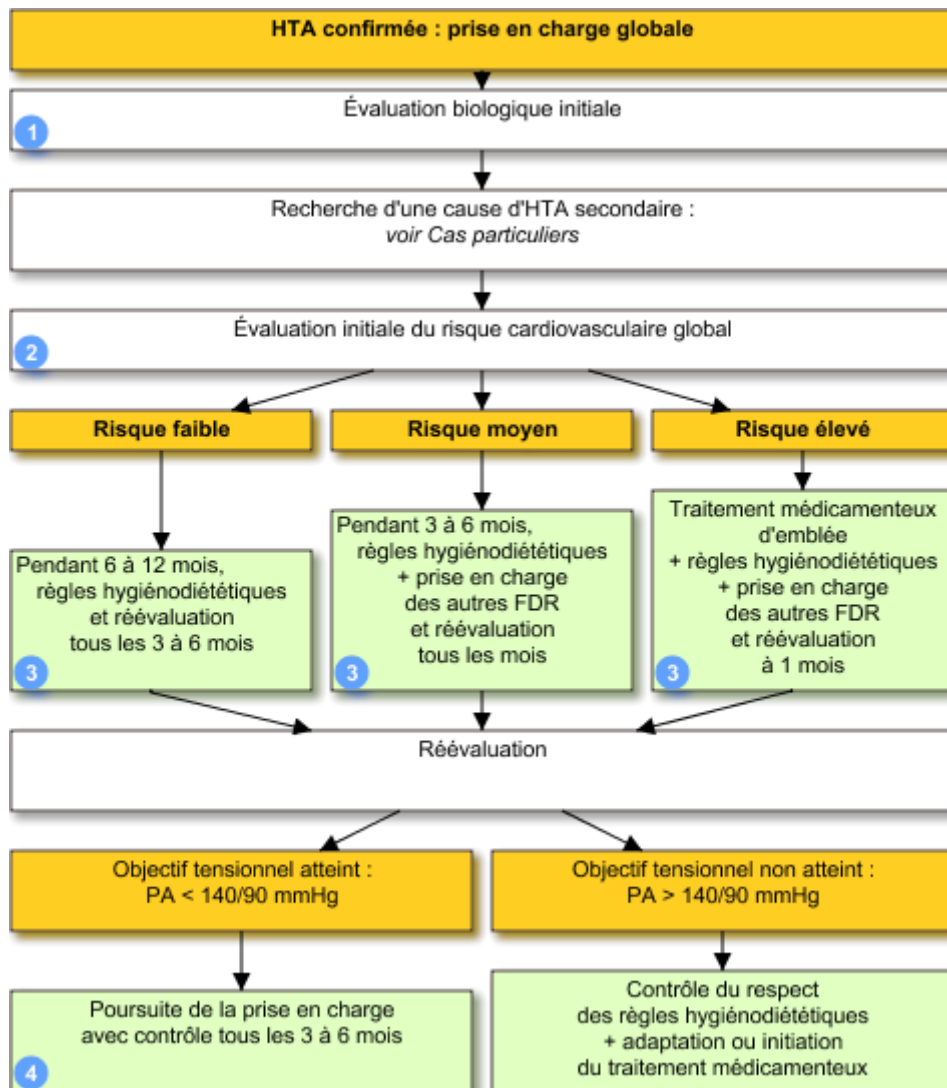 HTA confirmée : prise en charge globale
Évaluation biologique initiale
1
Recherche d'une cause d'HTA secondaire :
voir Cas particuliers
Évaluation initiale du risque cardiovasculaire global
2
Risque faible
Risque moyen
Risque élevé
Pendant 6 à 12 mois,
règles hygiénodiététiques
et réévaluation
tous les 3 à 6 mois
3
Pendant 3 à 6 mois,
règles hygiénodiététiques
+ prise en charge
des autres FDR
et réévaluation
tous les mois
3
Traitement médicamenteux
d'emblée
+ règles hygiénodiététiques
+ prise en charge
des autres FDR
et réévaluation
à 1 mois
3
Réévaluation
Objectif tensionnel atteint :
PA < 140/90 mmHg
Objectif tensionnel non atteint :
PA > 140/90 mmHg
Poursuite de la prise en charge
avec contrôle tous les 3 à 6 mois
4
Contrôle du respect
des règles hygiénodiététiques
+ adaptation ou initiation
du traitement médicamenteux